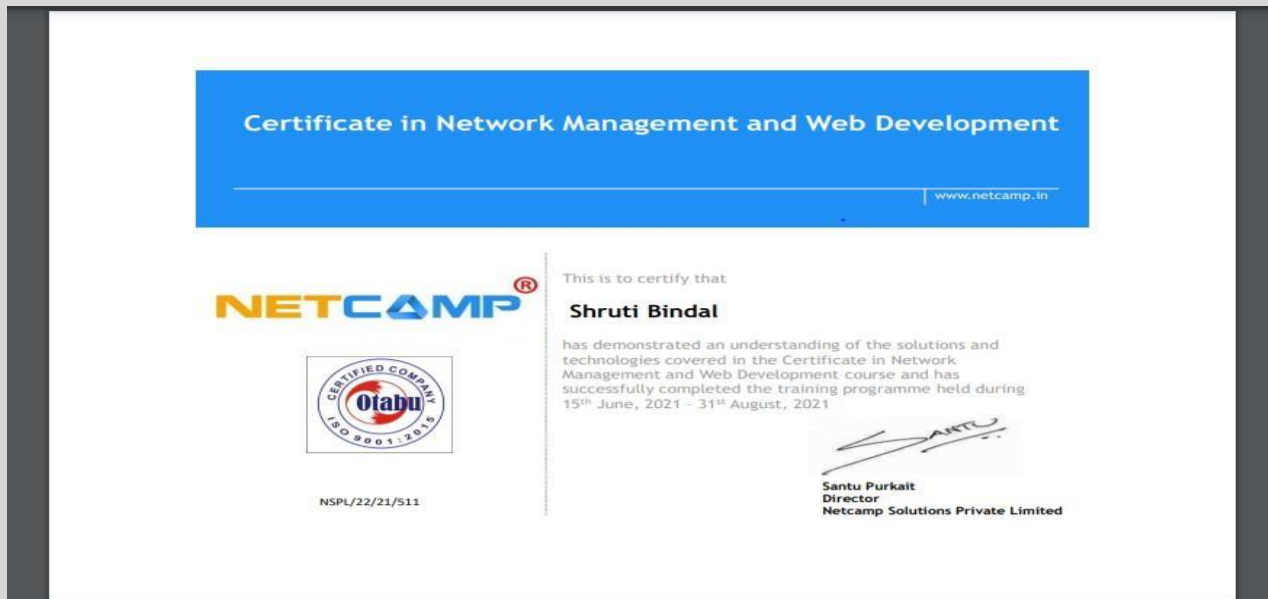 Certificate in Network Management and Web Development
www.netcamp.in
NETCAMP®
CERTIFIED COMPANY
Otabu
ISO 9001:2015
NSPL/22/21/511
This is to certify that
Shruti Bindal
has demonstrated an understanding of the solutions and
technologies covered in the Certificate in Network
Management and Web Development course and has
successfully completed the training programme held during
15th June, 2021 - 31st August, 2021
SANTU
Santu Purkait
Director
Netcamp Solutions Private Limited